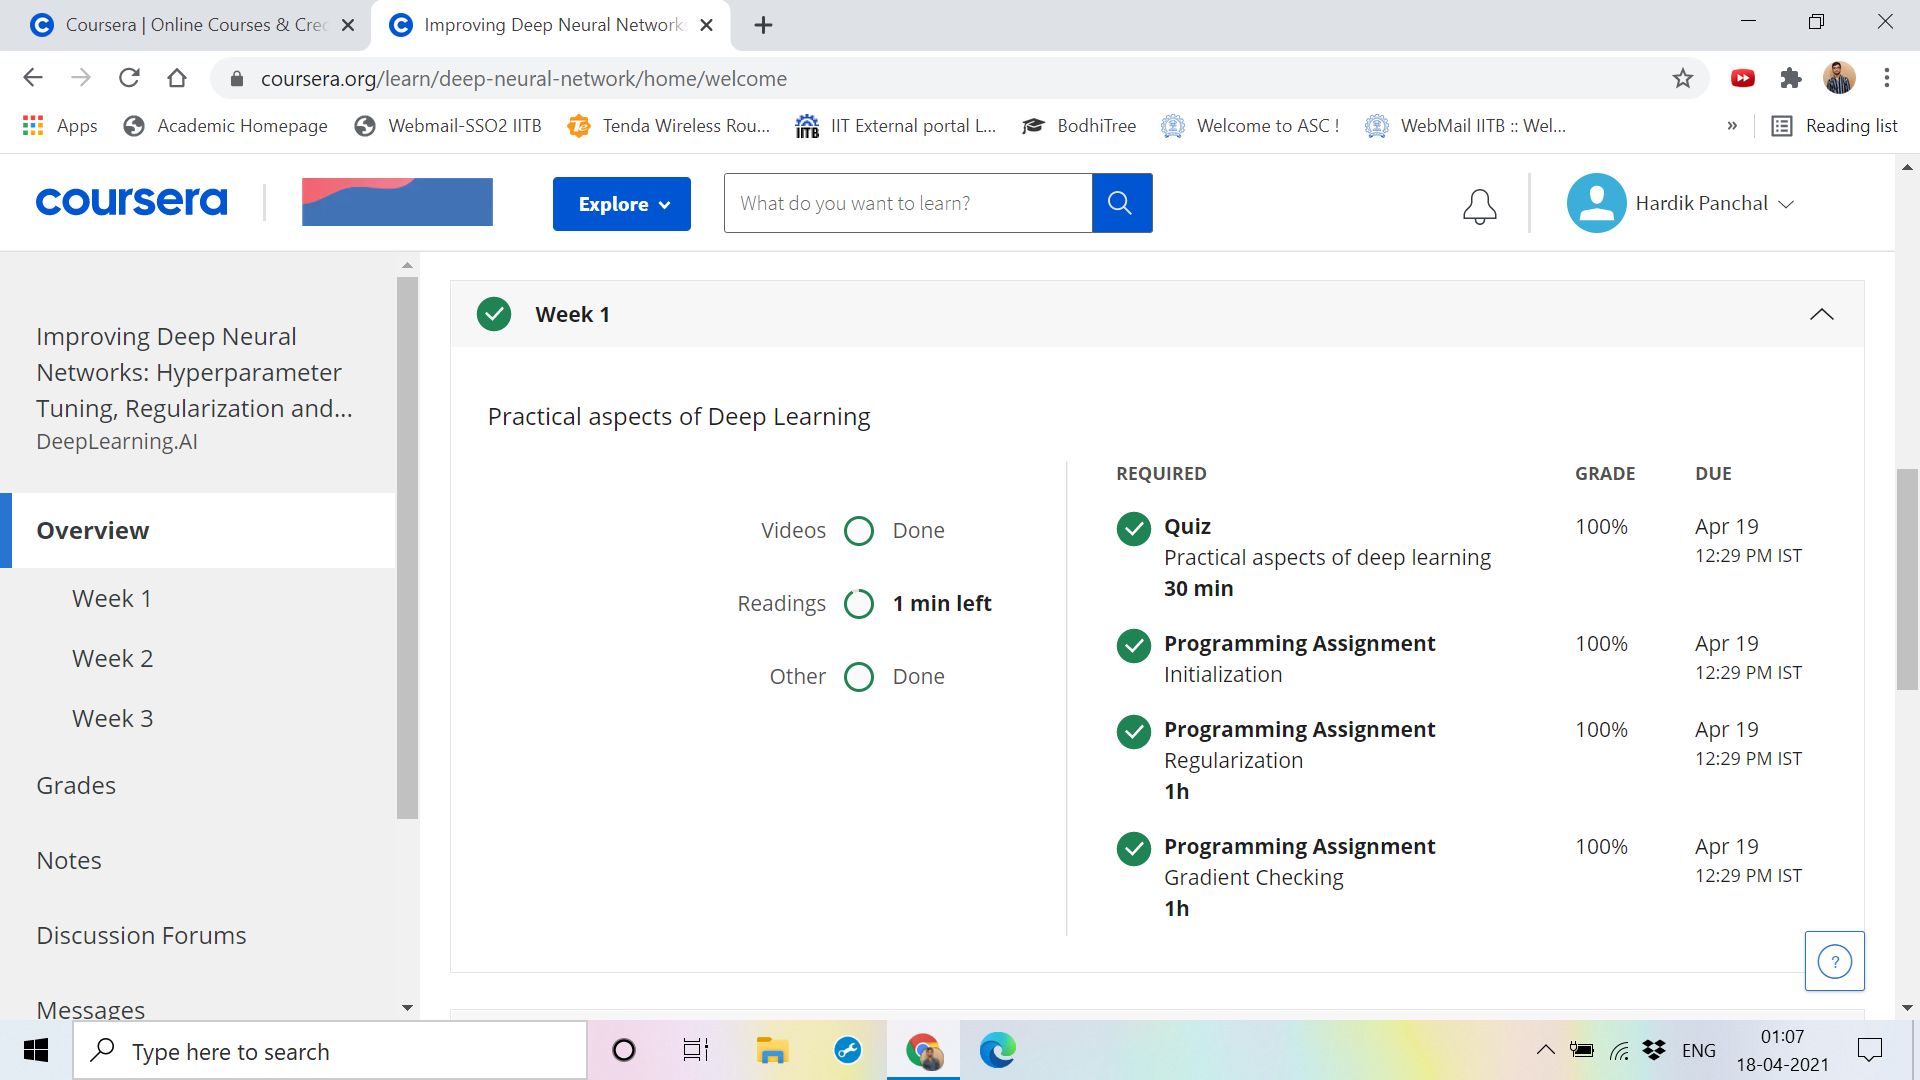 Coursera | Online Courses & Cre
Improving Deep Neural Network
coursera.org/learn/deep-neural-network/home/welcome
Apps
Academic Homepage
Webmail-SSO2 IITB
Tenda Wireless Rou...
IITB
IIT External portal L...
BodhiTree
Welcome to ASC !
WebMail IITB :: Wel...
»
Reading list
coursera
Explore
What do you want to learn?
Hardik Panchal
Improving Deep Neural
Networks: Hyperparameter
Tuning, Regularization and...
DeepLearning.AI
Overview
Week 1
Week 2
Week 3
Grades
Notes
Discussion Forums
Messages
Week 1
Practical aspects of Deep Learning
Videos Done
Readings 1 min left
Other Done
REQUIRED GRADE DUE
Quiz 100% Apr 19
Practical aspects of deep learning 12:29 PM IST
30 min
Programming Assignment 100% Apr 19
Initialization 12:29 PM IST
Programming Assignment 100% Apr 19
Regularization 12:29 PM IST
1h
Programming Assignment 100% Apr 19
Gradient Checking 12:29 PM IST
1h
?
Type here to search
ENG
01:07
18-04-2021